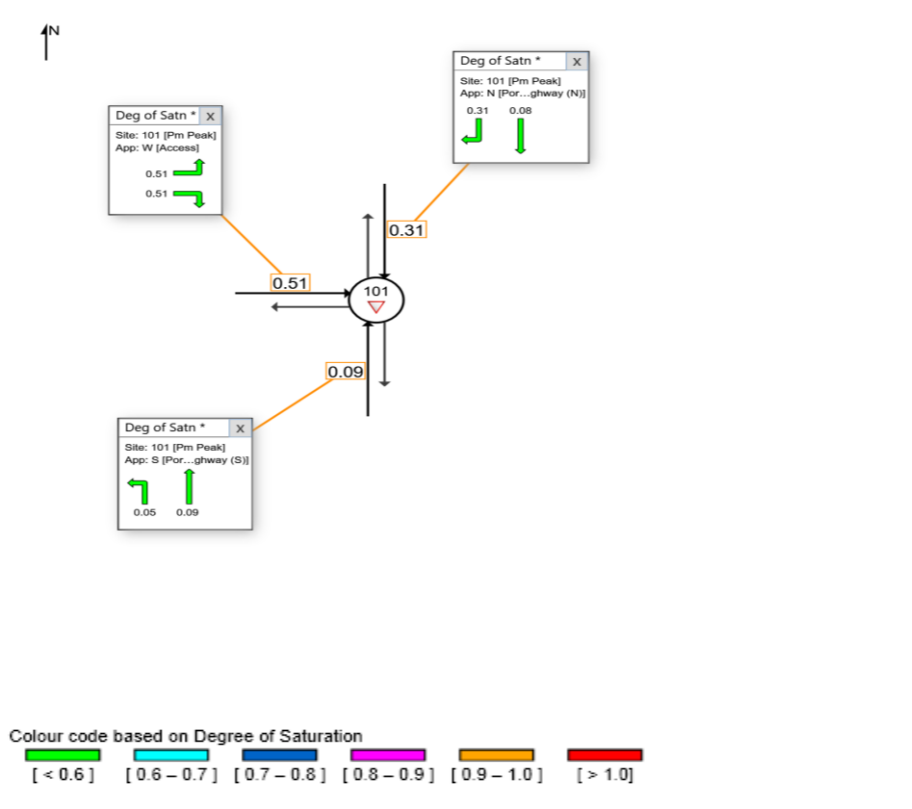 N
Deg of Satn * x
Site: 101 [Pm Peak]
App: N [Por...ghway (N)]
0.31 0.08
Deg of Satn * x
Site: 101 [Pm Peak]
App: W [Access]
0.51
0.51
0.31
0.51
101
0.09
Deg of Satn * x
Site: 101 [Pm Peak]
App: S [Por...ghway (S)]
0.05 0.09
Colour code based on Degree of Saturation
[ < 0.6 ] [ 0.6 – 0.7 ] [ 0.7 – 0.8 ] [ 0.8 – 0.9 ] [ 0.9 – 1.0 ] [ > 1.0]